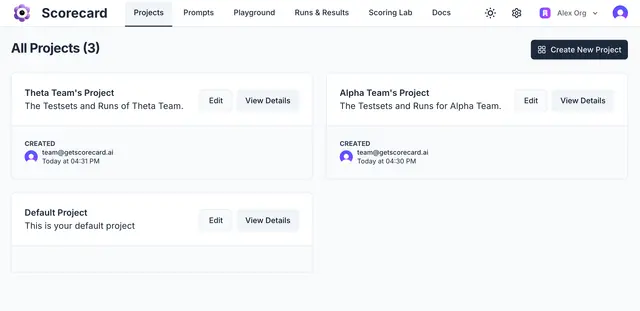 Scorecard
Projects
Prompts
Playground
Runs & Results
Scoring Lab
Docs
Alex Org
All Projects (3)
Create New Project
Theta Team's Project
The Testsets and Runs of Theta Team.
Edit
View Details
CREATED
team@getscorecard.ai
Today at 04:31 PM
Alpha Team's Project
The Testsets and Runs for Alpha Team.
Edit
View Details
CREATED
team@getscorecard.ai
Today at 04:30 PM
Default Project
This is your default project
Edit
View Details